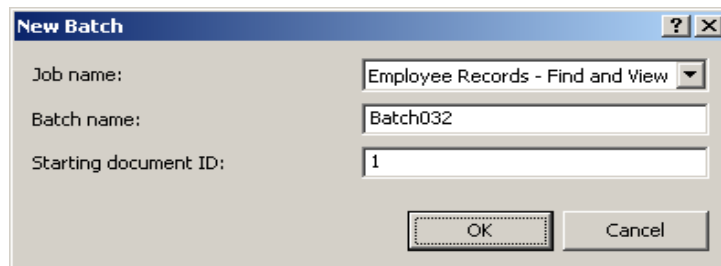 New Batch
Job name: Employee Records - Find and View
Batch name: Batch032
Starting document ID: 1
OK Cancel